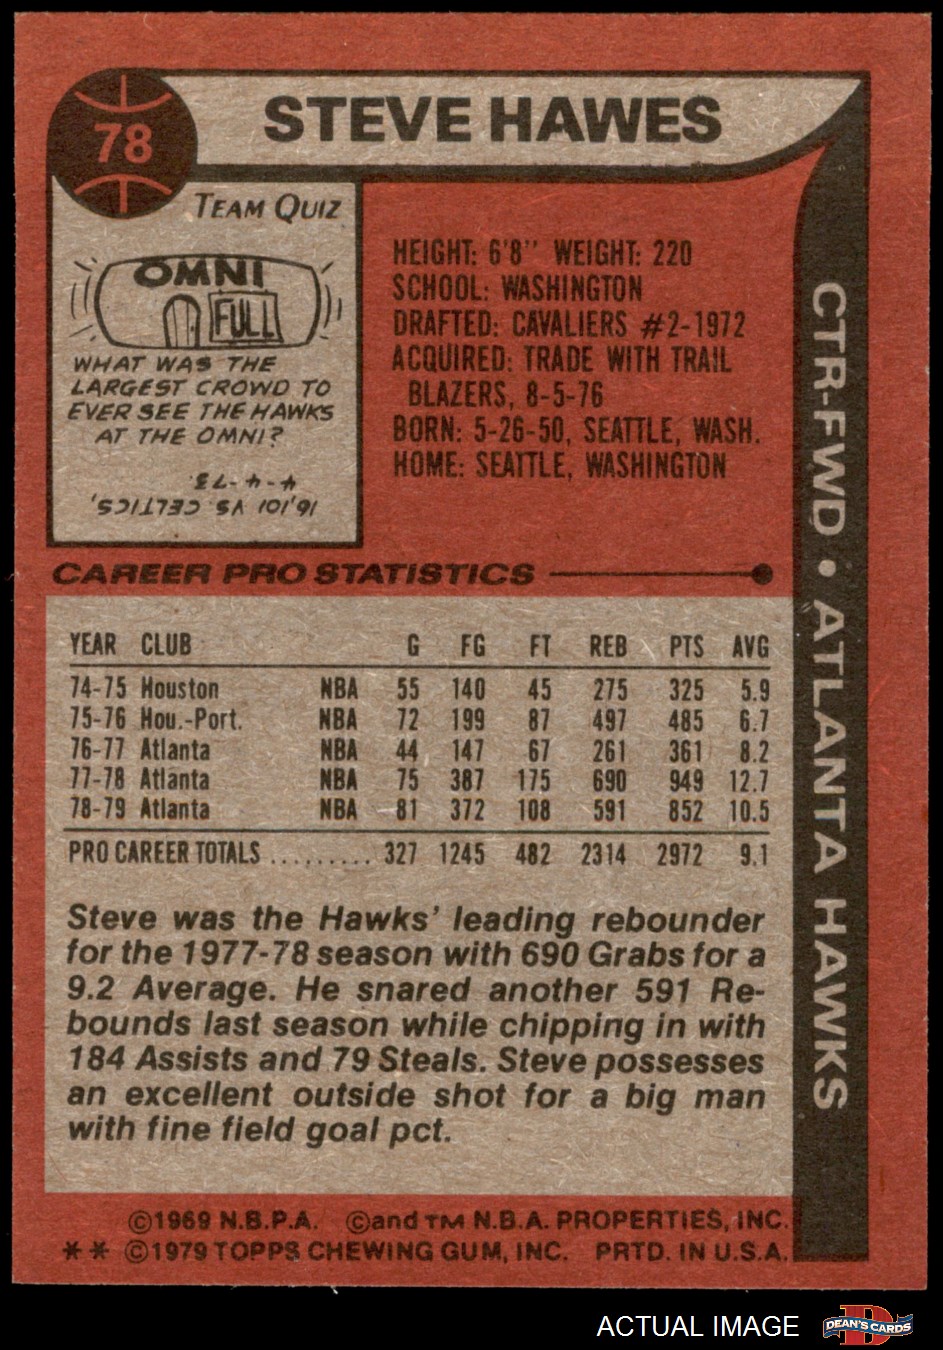 78
STEVE HAWES
TEAM QUIZ
OMNI
FULL
WHAT WAS THE
LARGEST CROWD TO
EVER SEE THE HAWKS
AT THE OMNI?
16,101 VS CELTICS,
4-4-73
HEIGHT: 6'8" WEIGHT: 220
SCHOOL: WASHINGTON
DRAFTED: CAVALIERS #2-1972
ACQUIRED: TRADE WITH TRAIL
BLAZERS, 8-5-76
BORN: 5-26-50, SEATTLE, WASH.
HOME: SEATTLE, WASHINGTON
CTR-FWD • ATLANTA HAWKS
CAREER PRO STATISTICS
YEAR CLUB G FG FT REB PTS AVG
74-75 Houston NBA 55 140 45 275 325 5.9
75-76 Hou.-Port. NBA 72 199 87 497 485 6.7
76-77 Atlanta NBA 44 147 67 261 361 8.2
77-78 Atlanta NBA 75 387 175 690 949 12.7
78-79 Atlanta NBA 81 372 108 591 852 10.5
PRO CAREER TOTALS ......... 327 1245 482 2314 2972 9.1
Steve was the Hawks' leading rebounder
for the 1977-78 season with 690 Grabs for a
9.2 Average. He snared another 591 Re-
bounds last season while chipping in with
184 Assists and 79 Steals. Steve possesses
an excellent outside shot for a big man
with fine field goal pct.
©1969 N.B.P.A. ©and TM N.B.A. PROPERTIES, INC.
** ©1979 TOPPS CHEWING GUM, INC. PRTD. IN U.S.A.
ACTUAL IMAGE
D
DEAN'S CARDS